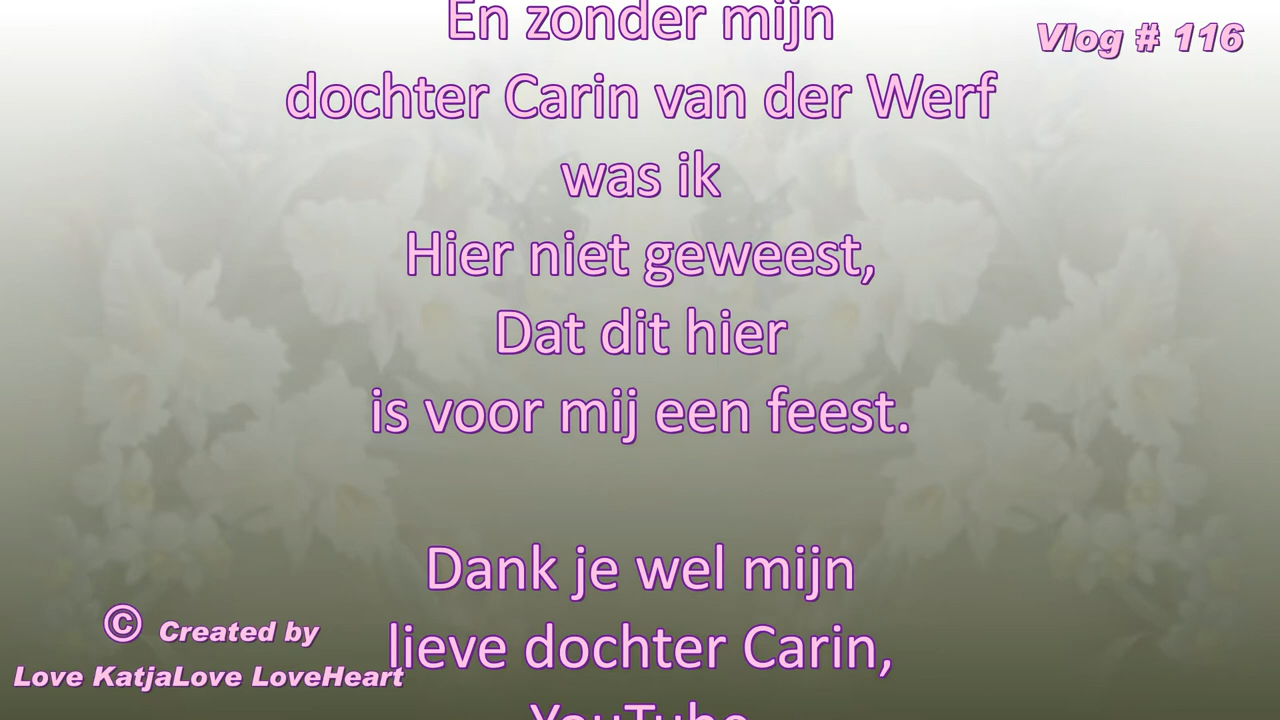 En zonder mijn
Vlog # 116
dochter Carin van der Werf
was ik
Hier niet geweest,
Dat dit hier
is voor mij een feest.
Dank je wel mijn
lieve dochter Carin,
YouTube
© Created by
Love KatjaLove LoveHeart